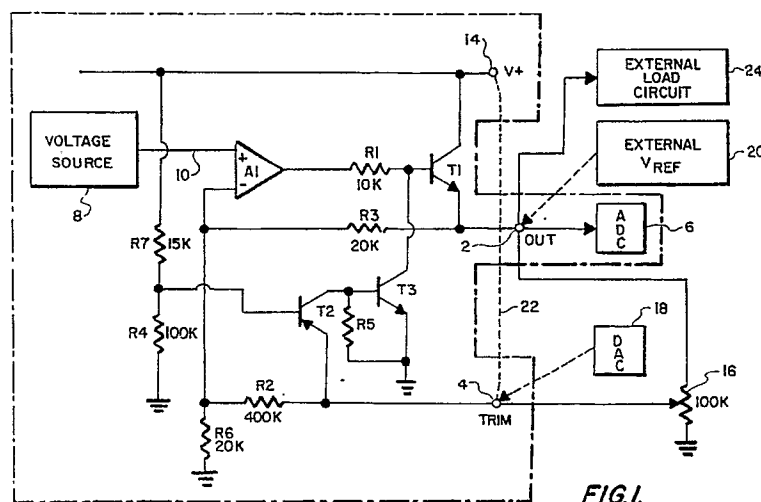 14
V+
EXTERNAL
LOAD
CIRCUIT
24
VOLTAGE
SOURCE
8
10
+
A1
-
R1
10K
T1
EXTERNAL
VREF
20
R7
15K
R3
20K
2
OUT
A
D
C
6
T2
T3
R5
22
R4
100K
D
A
C
18
16
100K
R2
400K
4
TRIM
R6
20K
FIG.1.